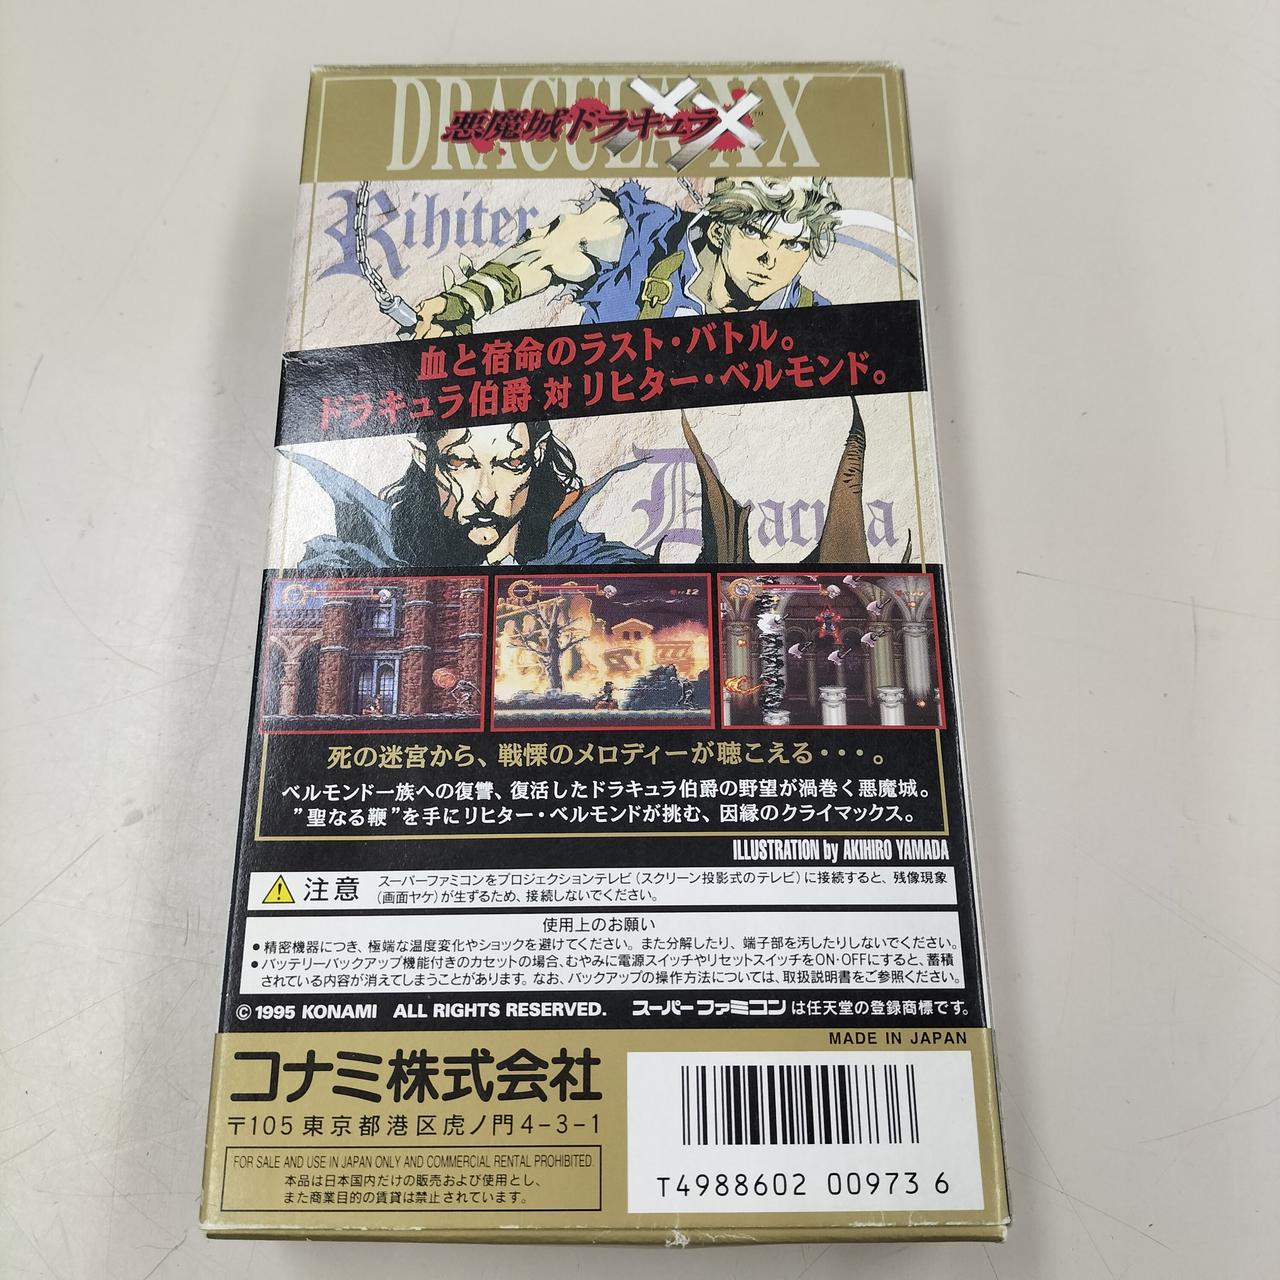 DRACULA XX
悪魔城ドラキュラXX™
Rihiter
血と宿命のラスト・バトル。
ドラキュラ伯爵 対 リヒター・ベルモンド。
Dracula
死の迷宮から、戦慄のメロディーが聴こえる・・・。
ベルモンド一族への復讐、復活したドラキュラ伯爵の野望が渦巻く悪魔城。
”聖なる鞭”を手にリヒター・ベルモンドが挑む、因縁のクライマックス。
ILLUSTRATION by AKIHIRO YAMADA
注意 スーパーファミコンをプロジェクションテレビ(スクリーン投影式のテレビ)に接続すると、残像現象
(画面ヤケ)が生ずるため、接続しないでください。
使用上のお願い
●精密機器につき、極端な温度変化やショックを避けてください。また分解したり、端子部を汚したりしないでください。
●バッテリーバックアップ機能付きのカセットの場合、むやみに電源スイッチやリセットスイッチをON・OFFにすると、蓄積
されている内容が消えてしまうことがあります。なお、バックアップの操作方法については、取扱説明書をご参照ください。
©1995 KONAMI ALL RIGHTS RESERVED. スーパーファミコンは任天堂の登録商標です。
MADE IN JAPAN
コナミ株式会社
〒105 東京都港区虎ノ門4-3-1
FOR SALE AND USE IN JAPAN ONLY AND COMMERCIAL RENTAL PROHIBITED.
本品は日本国内だけの販売および使用とし、
また商業目的の賃貸は禁止されています。
T4988602 00973 6